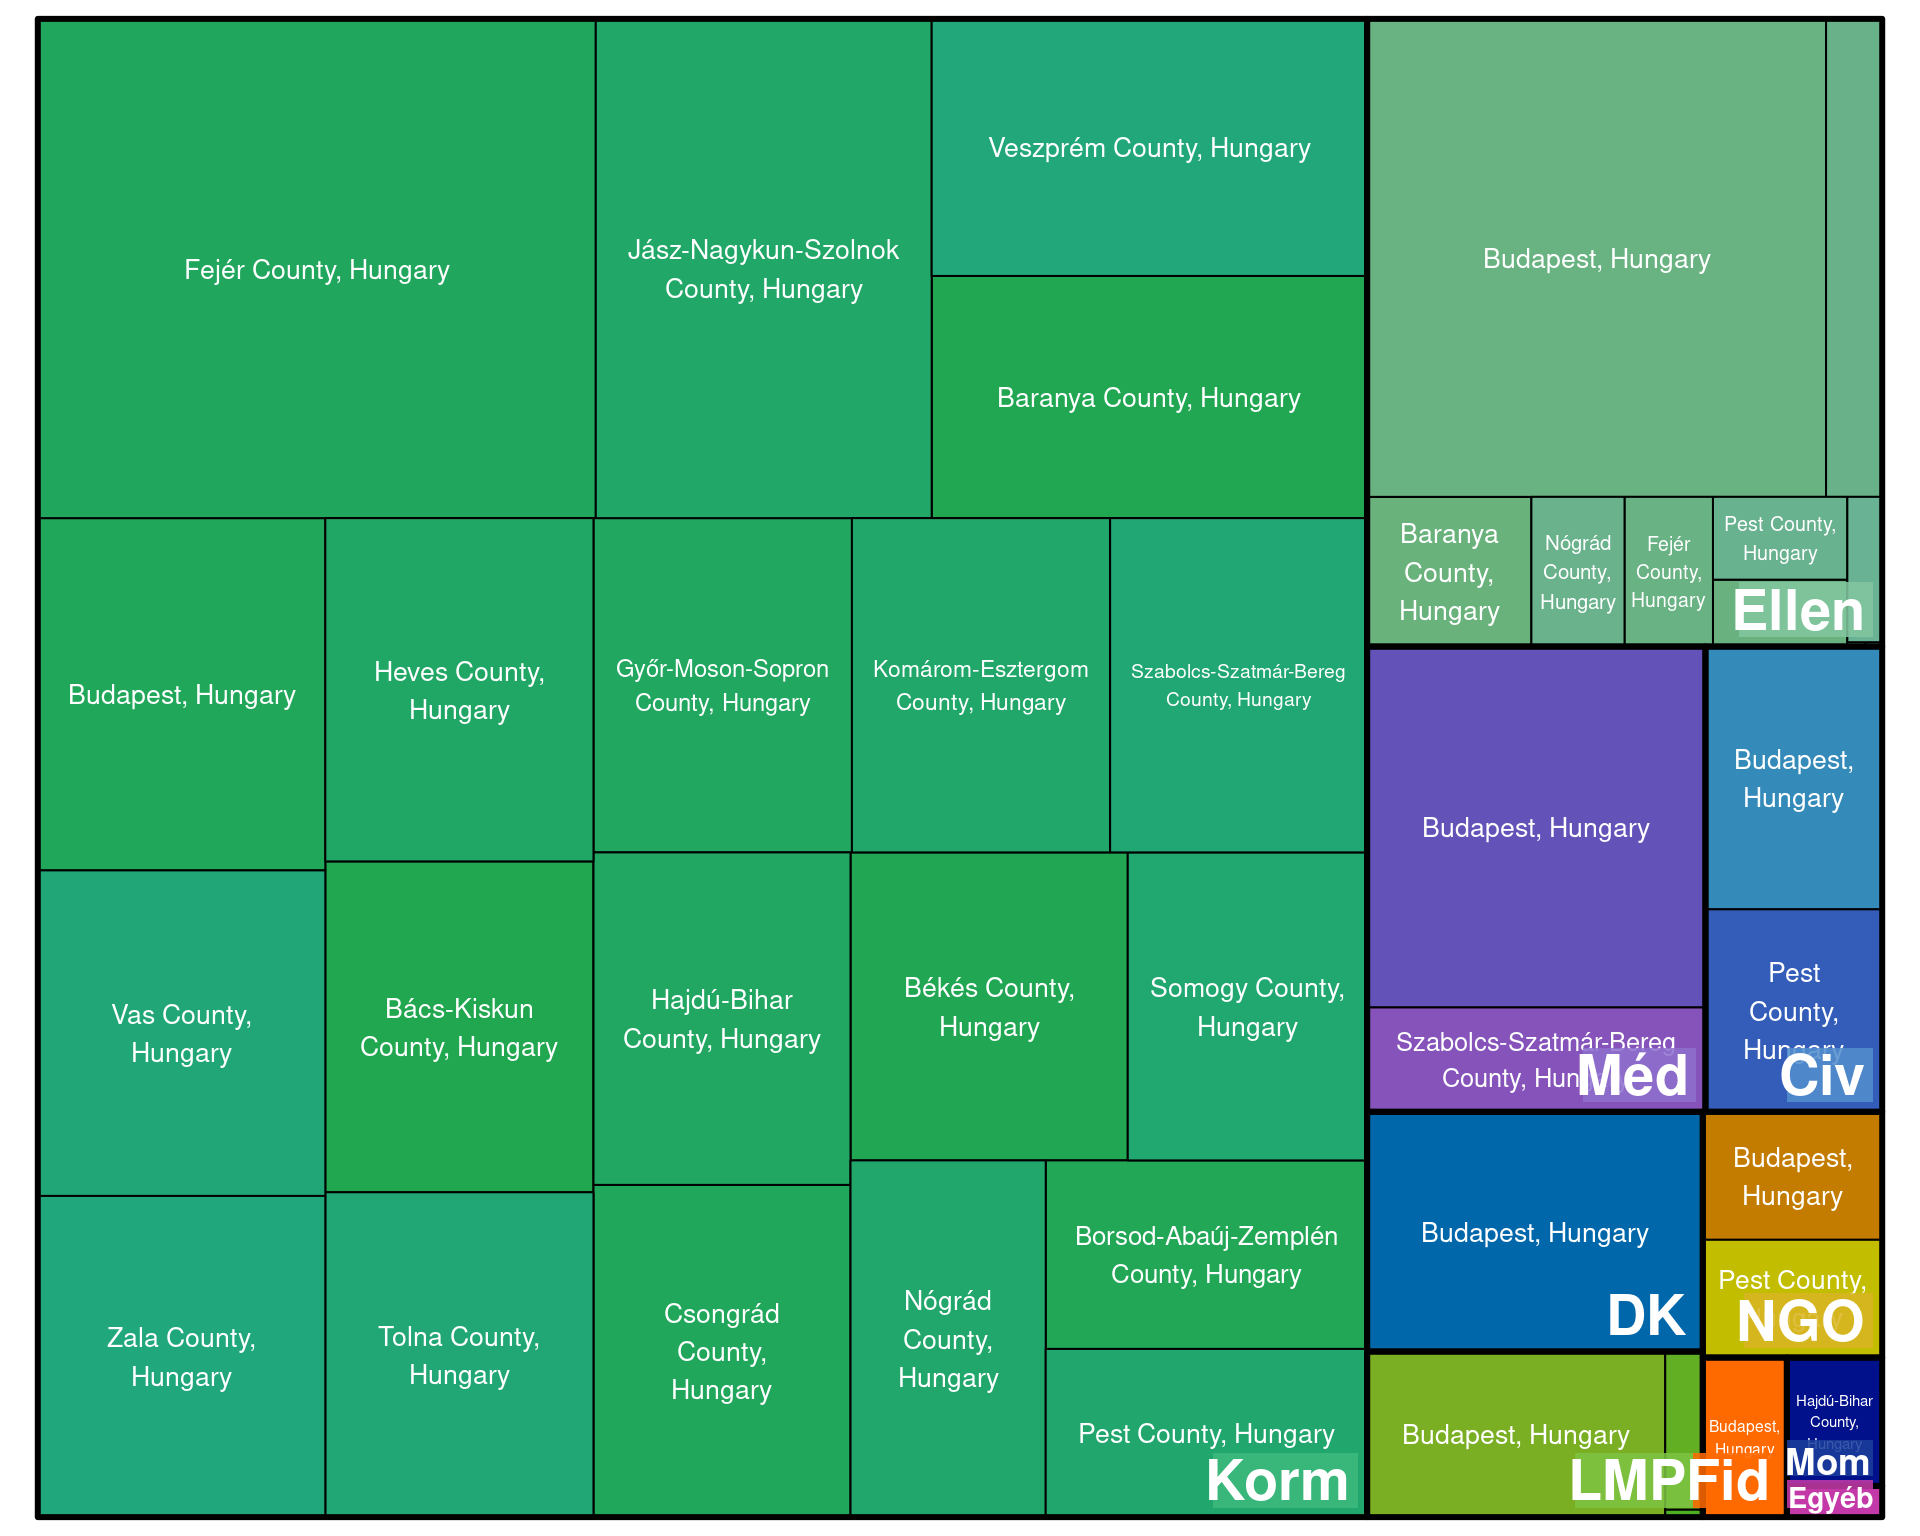 Fejér County, Hungary
Jász-Nagykun-Szolnok
County, Hungary
Veszprém County, Hungary
Baranya County, Hungary
Budapest, Hungary
Heves County,
Hungary
Győr-Moson-Sopron
County, Hungary
Komárom-Esztergom
County, Hungary
Szabolcs-Szatmár-Bereg
County, Hungary
Vas County,
Hungary
Bács-Kiskun
County, Hungary
Hajdú-Bihar
County, Hungary
Békés County,
Hungary
Somogy County,
Hungary
Zala County,
Hungary
Tolna County,
Hungary
Csongrád
County,
Hungary
Nógrád
County,
Hungary
Borsod-Abaúj-Zemplén
County, Hungary
Pest County, Hungary
Korm
Budapest, Hungary
Baranya
County,
Hungary
Nógrád
County,
Hungary
Fejér
County,
Hungary
Pest County,
Hungary
Ellen
Budapest, Hungary
Szabolcs-Szatmár-Bereg
County, Hun
Méd
Budapest,
Hungary
Pest
County,
Hungary
Civ
Budapest, Hungary
DK
Budapest,
Hungary
Pest County,
NGO
Budapest, Hungary
LMP
Budapest,
Hungary
Fid
Hajdú-Bihar
County,
Hungary
Mom
Egyéb